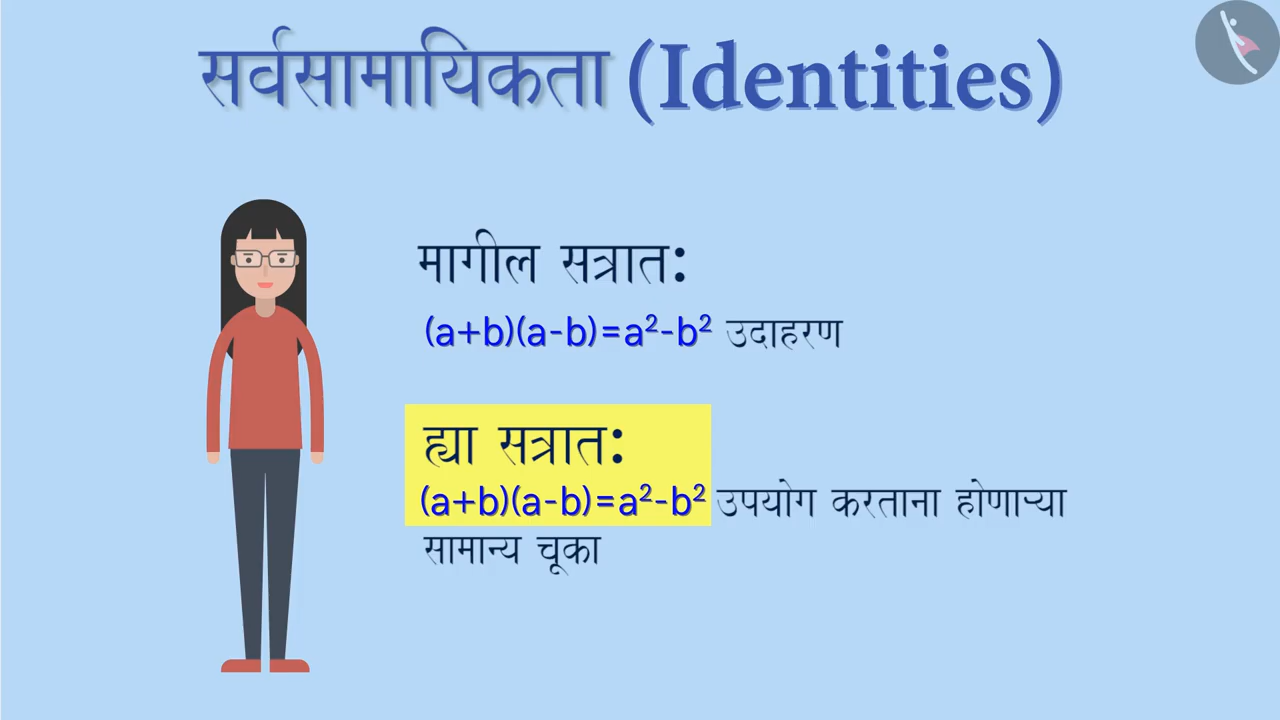 सर्वसामायिकता (Identities)
मागील सत्रात:
(a+b)(a-b)=a²-b² उदाहरण
ह्या सत्रात:
(a+b)(a-b)=a²-b² उपयोग करताना होणाऱ्या
सामान्य चूका